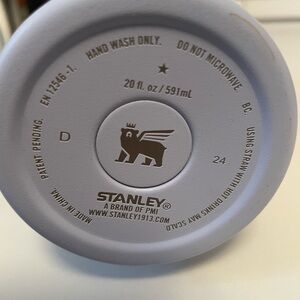 MADE IN CHINA. PATENT PENDING. EN 12546-1. HAND WASH ONLY. DO NOT MICROWAVE. BC. USING STRAW WITH HOT DRINKS MAY SCALD
20 fl. oz / 591mL
D
24
STANLEY®
A BRAND OF PMI
WWW.STANLEY1913.COM